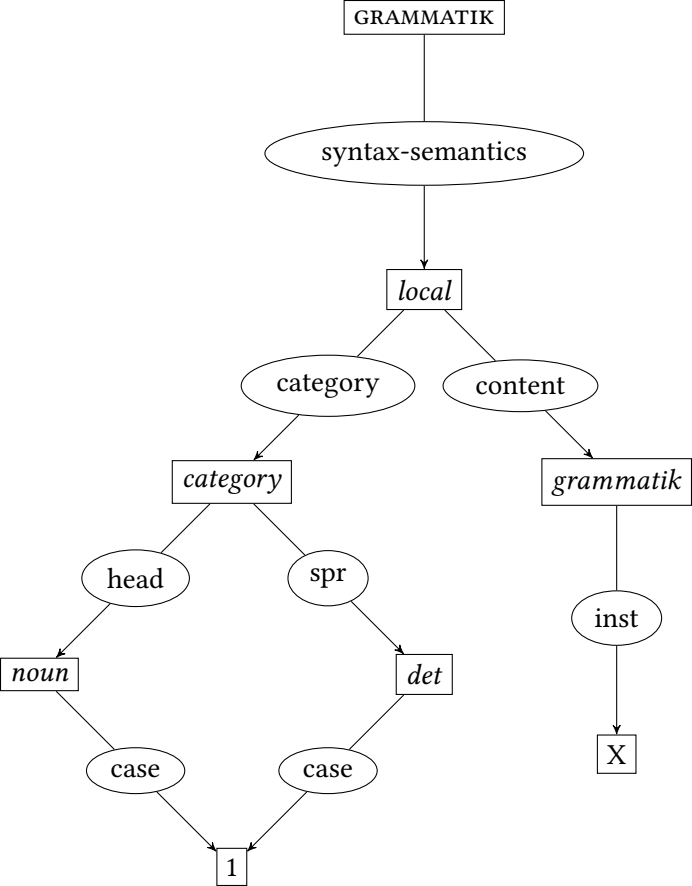 GRAMMATIK
syntax-semantics
local
category
content
category
grammatik
head
spr
inst
noun
det
case
case
X
1